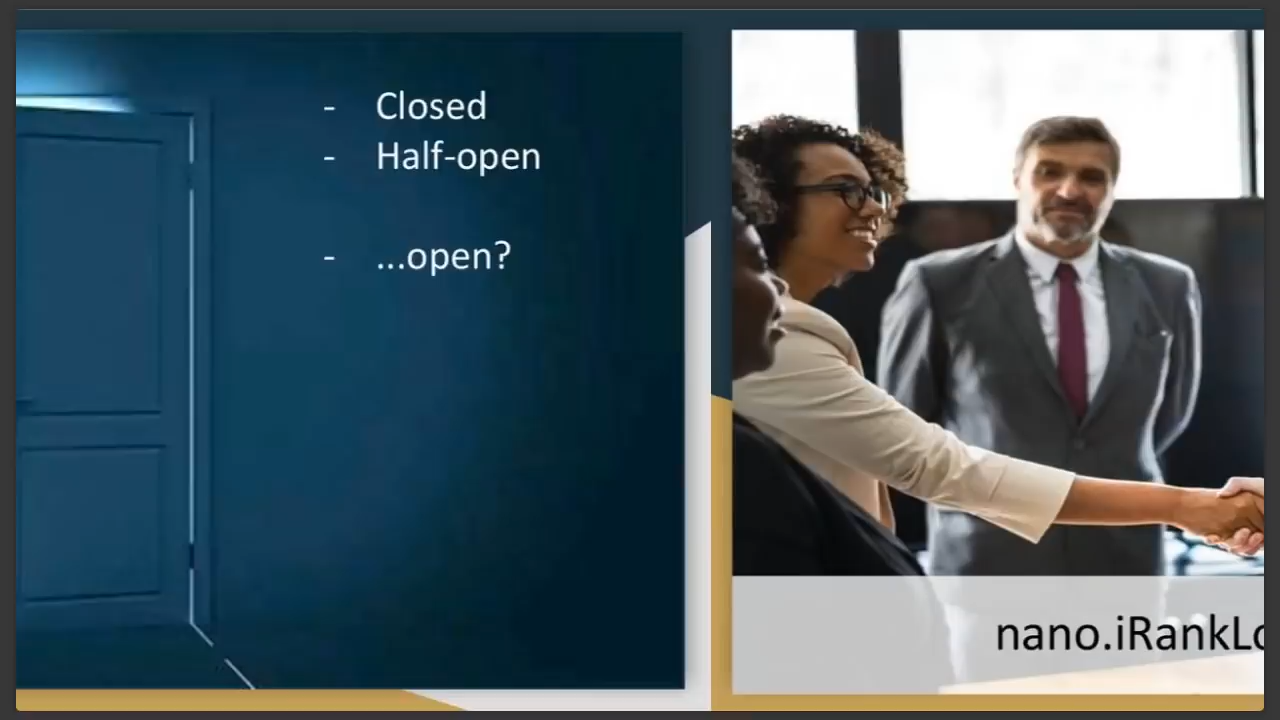 - Closed
- Half-open
- ...open?
nano.iRankLo